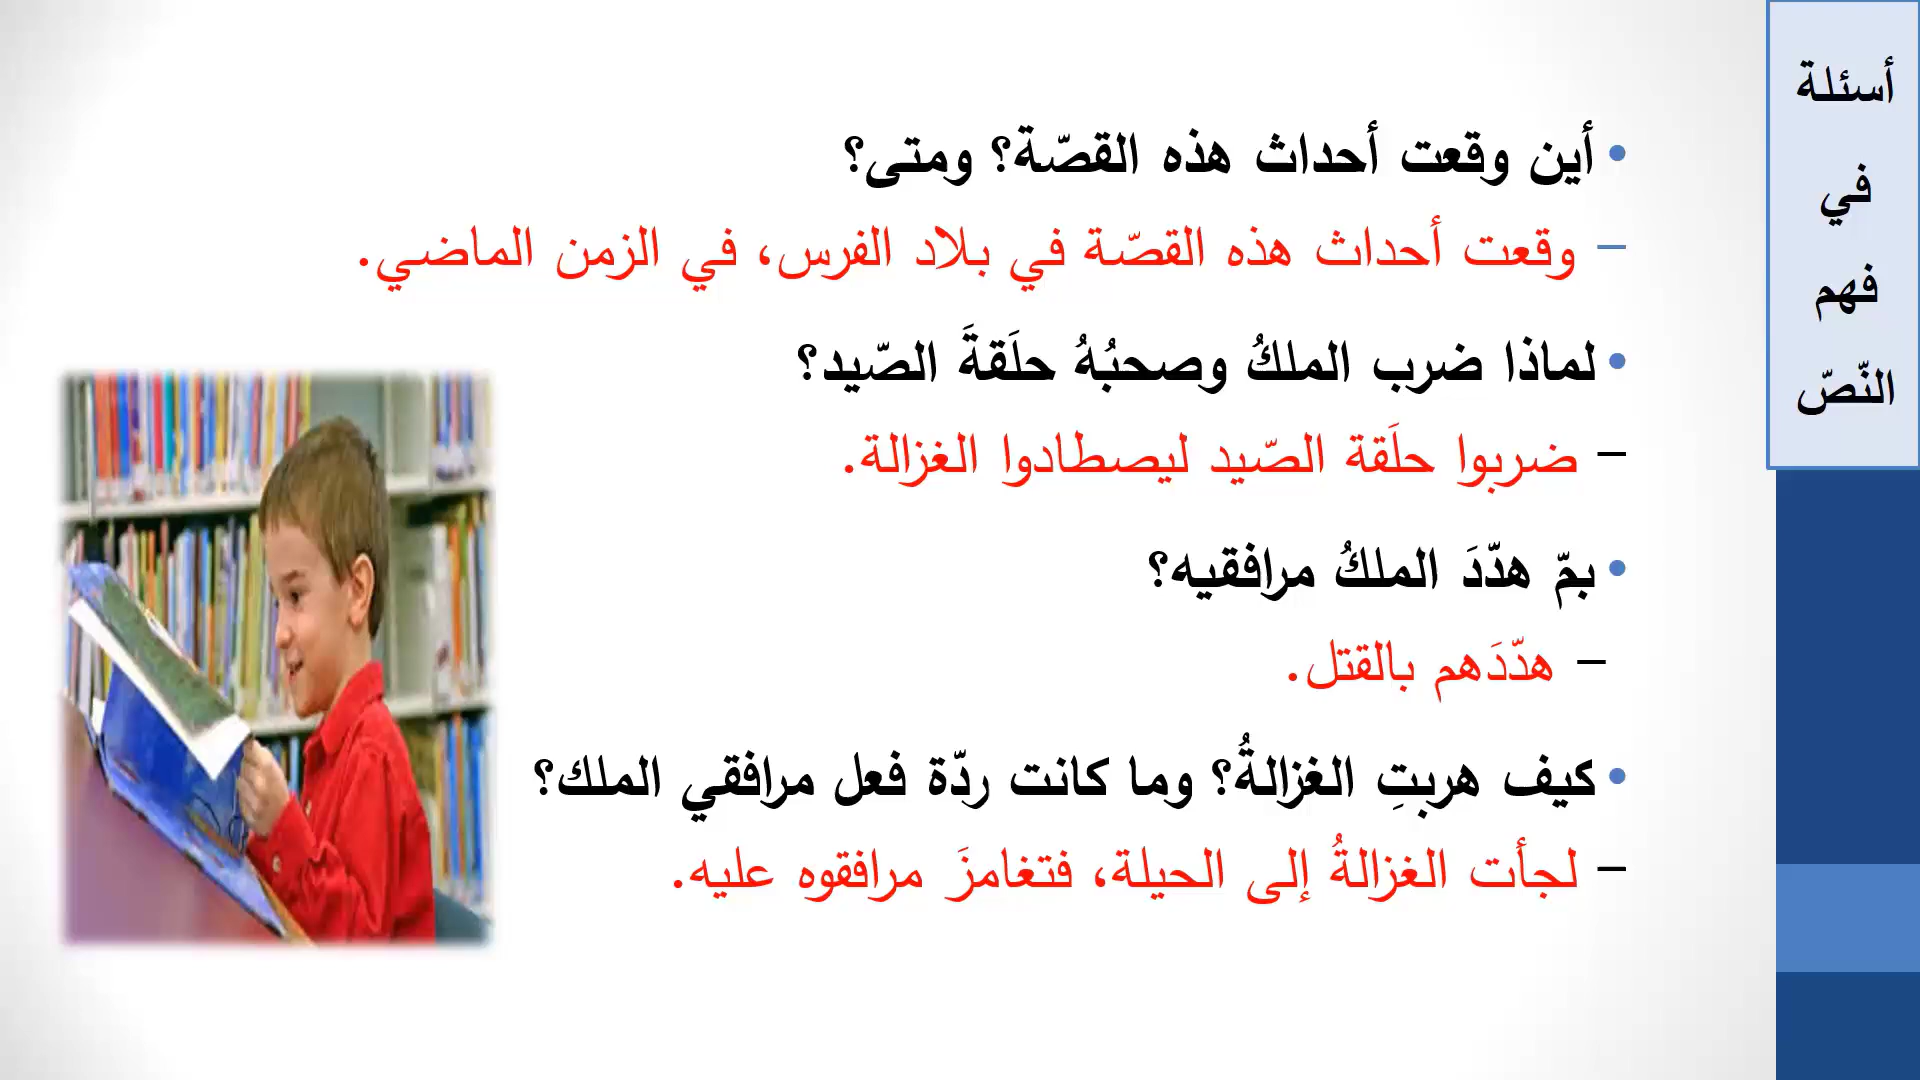 أسئلة
في
فهم
النّصّ
• أين وقعت أحداث هذه القصّة؟ ومتى؟
– وقعت أحداث هذه القصّة في بلاد الفرس، في الزمن الماضي.
• لماذا ضرب الملكُ وصحبُهُ حلَقةَ الصّيد؟
– ضربوا حلَقة الصّيد ليصطادوا الغزالة.
• بمّ هدّدَ الملكُ مرافقيه؟
– هدّدَهم بالقتل.
• كيف هربتِ الغزالةُ؟ وما كانت ردّة فعل مرافقي الملك؟
– لجأت الغزالةُ إلى الحيلة، فتغامزَ مرافقوه عليه.